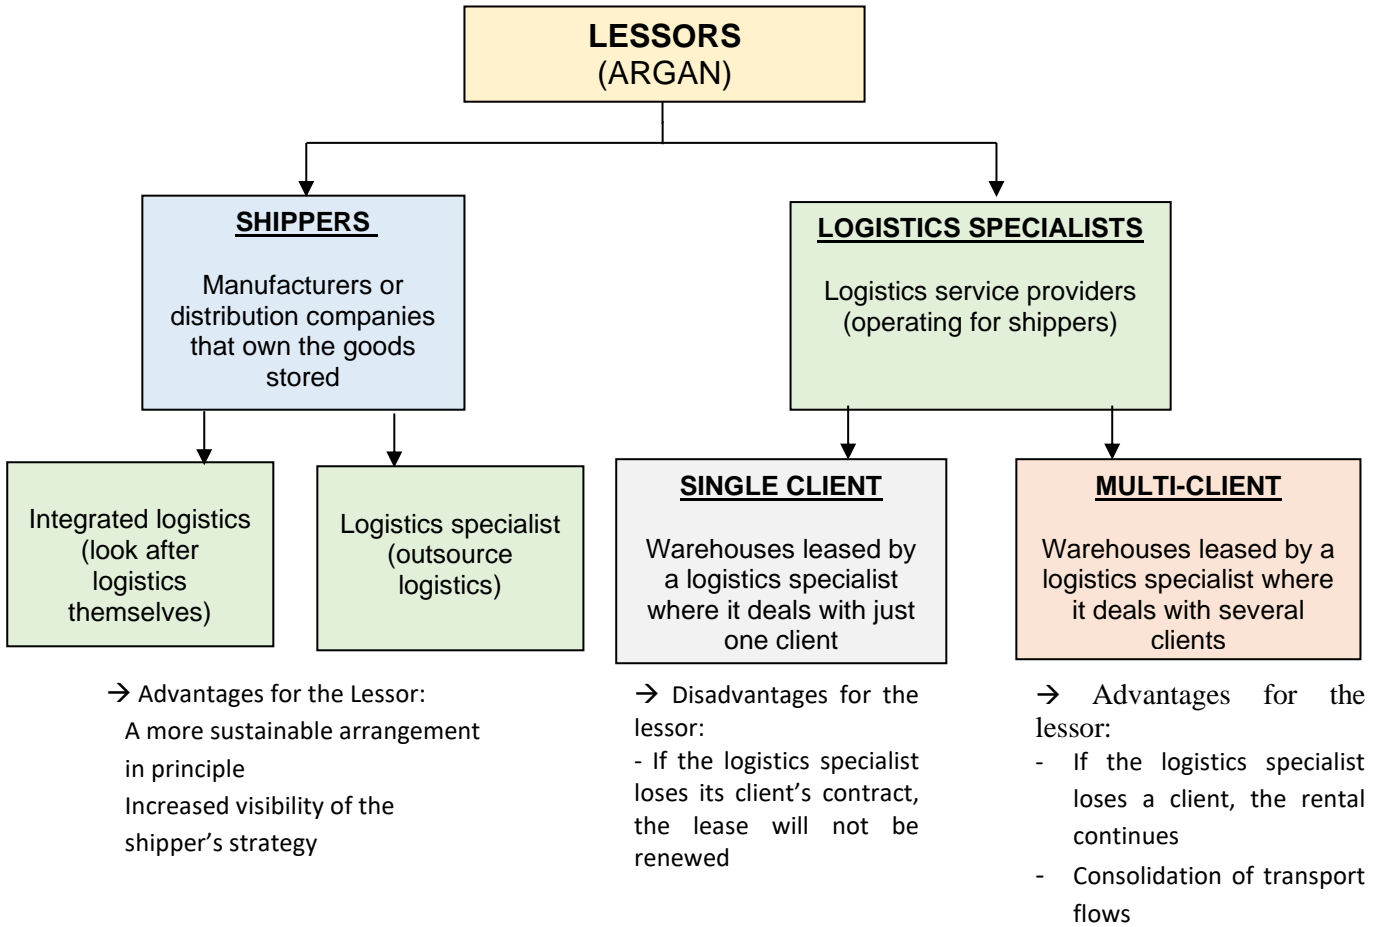 LESSORS
(ARGAN)
SHIPPERS
Manufacturers or
distribution companies
that own the goods
stored
LOGISTICS SPECIALISTS
Logistics service providers
(operating for shippers)
Integrated logistics
(look after
logistics
themselves)
Logistics specialist
(outsource
logistics)
SINGLE CLIENT
Warehouses leased by
a logistics specialist
where it deals with just
one client
MULTI-CLIENT
Warehouses leased by a
logistics specialist where
it deals with several
clients
→ Advantages for the Lessor:
A more sustainable arrangement
in principle
Increased visibility of the
shipper’s strategy
→ Disadvantages for the
lessor:
- If the logistics specialist
loses its client’s contract,
the lease will not be
renewed
→ Advantages for the
lessor:
- If the logistics specialist
loses a client, the rental
continues
- Consolidation of transport
flows